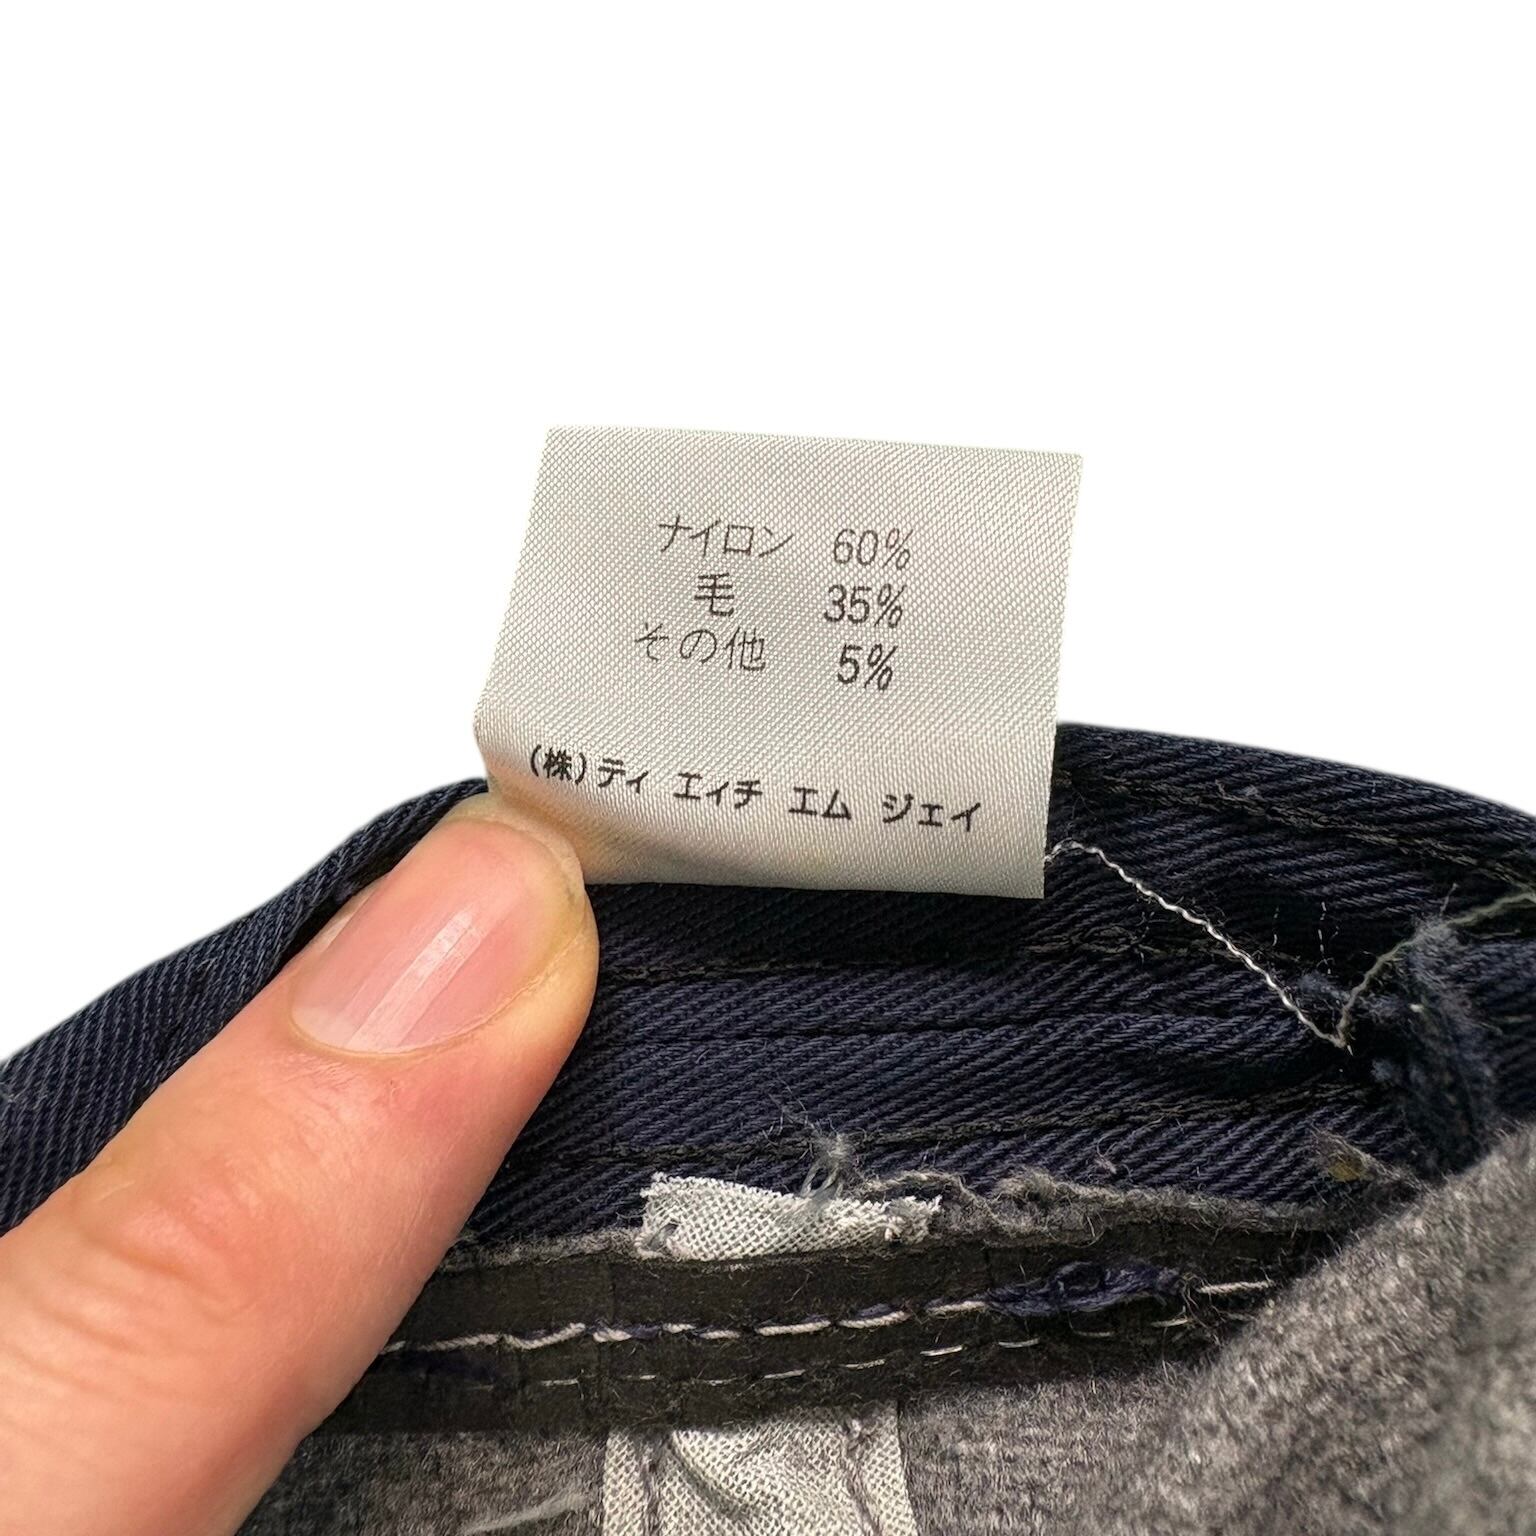 ナイロン 60%
毛 35%
その他 5%
(株)ティ エイチ エム ジェイ